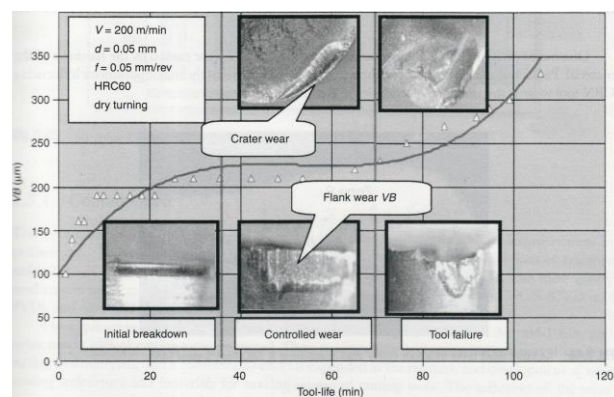 V = 200 m/min
d = 0.05 mm
f = 0.05 mm/rev
HRC60
dry turning
Crater wear
Flank wear VB
Initial breakdown
Controlled wear
Tool failure
VB (μm)
350
300
250
200
150
100
50
0
0
20
40
60
80
100
120
Tool-life (min)